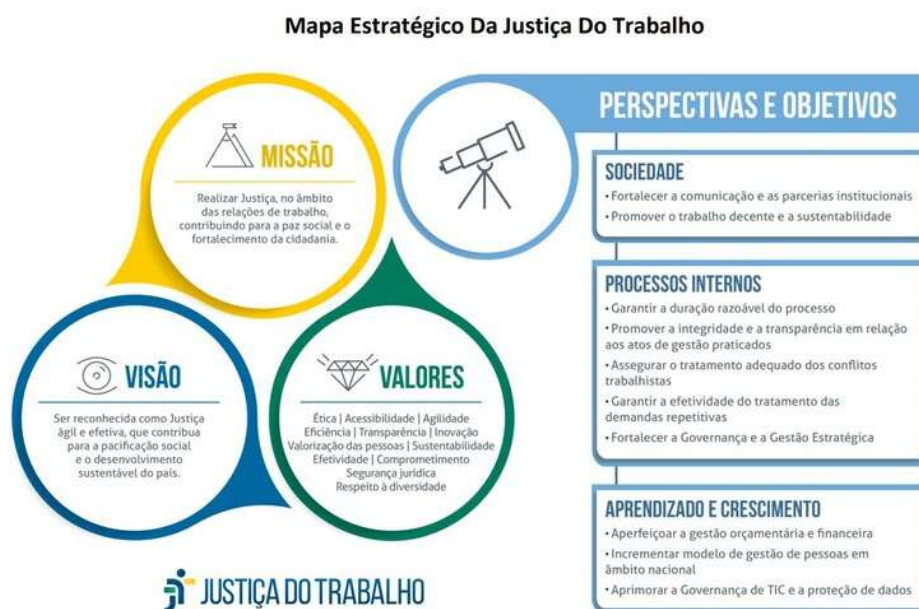 Mapa Estratégico Da Justiça Do Trabalho
MISSÃO
Realizar Justiça, no âmbito
das relações de trabalho,
contribuindo para a paz social e o
fortalecimento da cidadania.
VISÃO
Ser reconhecida como Justiça
ágil e efetiva, que contribua
para a pacificação social
e o desenvolvimento
sustentável do país.
VALORES
Ética | Acessibilidade | Agilidade
Eficiência | Transparência | Inovação
Valorização das pessoas | Sustentabilidade
Efetividade | Comprometimento
Segurança jurídica
Respeito à diversidade
JUSTIÇA DO TRABALHO
PERSPECTIVAS E OBJETIVOS
SOCIEDADE
• Fortalecer a comunicação e as parcerias institucionais
• Promover o trabalho decente e a sustentabilidade
PROCESSOS INTERNOS
• Garantir a duração razoável do processo
• Promover a integridade e a transparência em relação
aos atos de gestão praticados
• Assegurar o tratamento adequado dos conflitos
trabalhistas
• Garantir a efetividade do tratamento das
demandas repetitivas
• Fortalecer a Governança e a Gestão Estratégica
APRENDIZADO E CRESCIMENTO
• Aperfeiçoar a gestão orçamentária e financeira
• Incrementar modelo de gestão de pessoas em
âmbito nacional
• Aprimorar a Governança de TIC e a proteção de dados